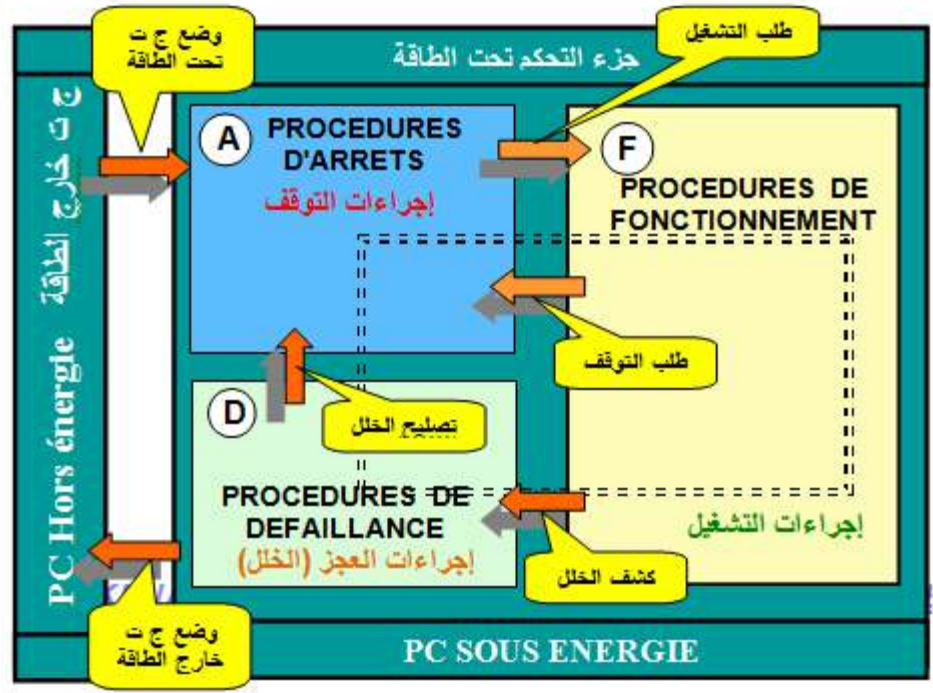 وضع ج ت
تحت الطاقة
جزء التحكم تحت الطاقة
طلب التشغيل
ج ت خارج الطاقة
PC Hors énergie
A
PROCEDURES
D'ARRETS
إجراءات التوقف
F
PROCEDURES DE
FONCTIONNEMENT
طلب التوقف
D
تصليح الخلل
PROCEDURES DE
DEFAILLANCE
إجراءات العجز (الخلل)
إجراءات التشغيل
كشف الخلل
وضع ج ت
خارج الطاقة
PC SOUS ENERGIE